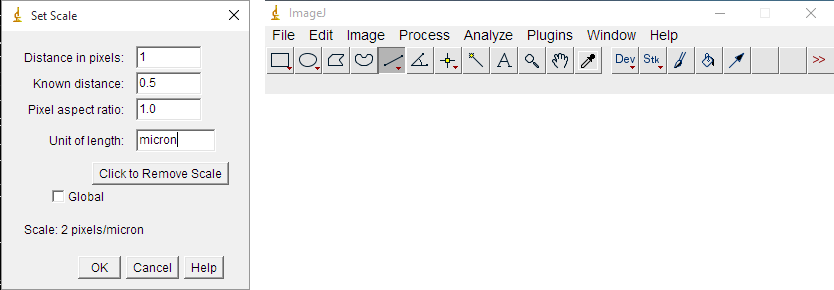 Set Scale
Distance in pixels: 1
Known distance: 0.5
Pixel aspect ratio: 1.0
Unit of length: micron
Click to Remove Scale
Global
Scale: 2 pixels/micron
OK Cancel Help
ImageJ
File Edit Image Process Analyze Plugins Window Help
A Dev Stk >>